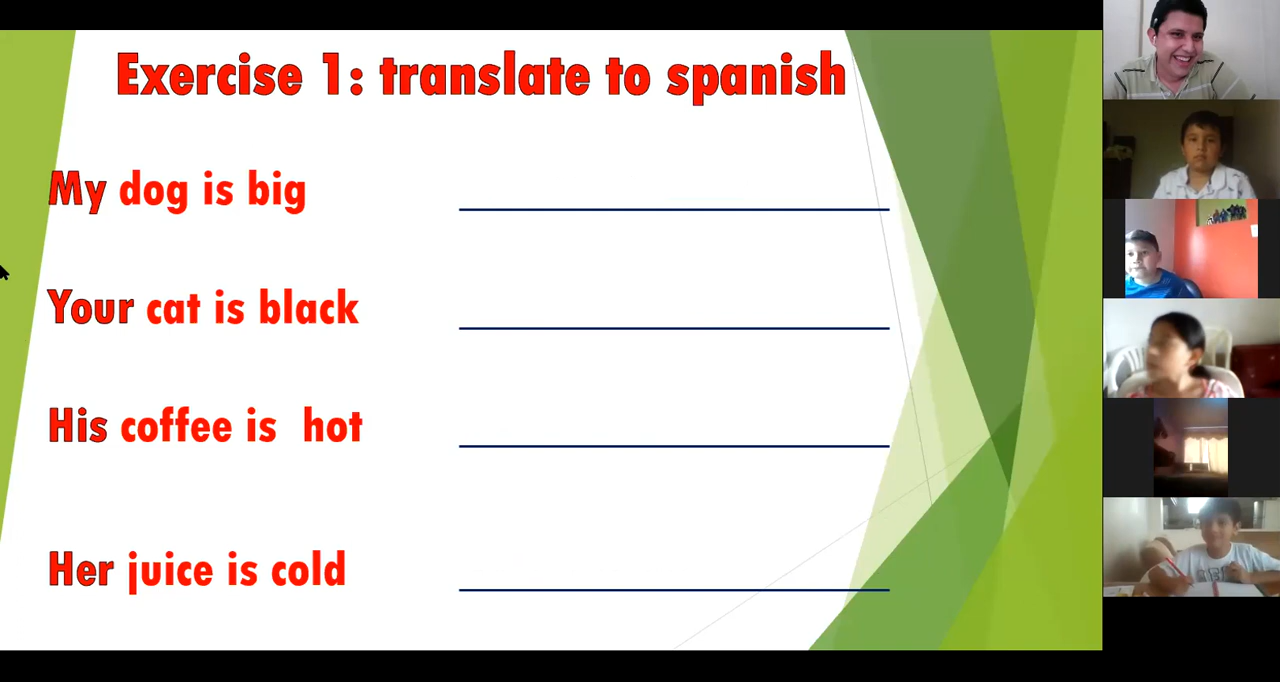 Exercise 1: translate to spanish
My dog is big
Your cat is black
His coffee is  hot
Her juice is cold